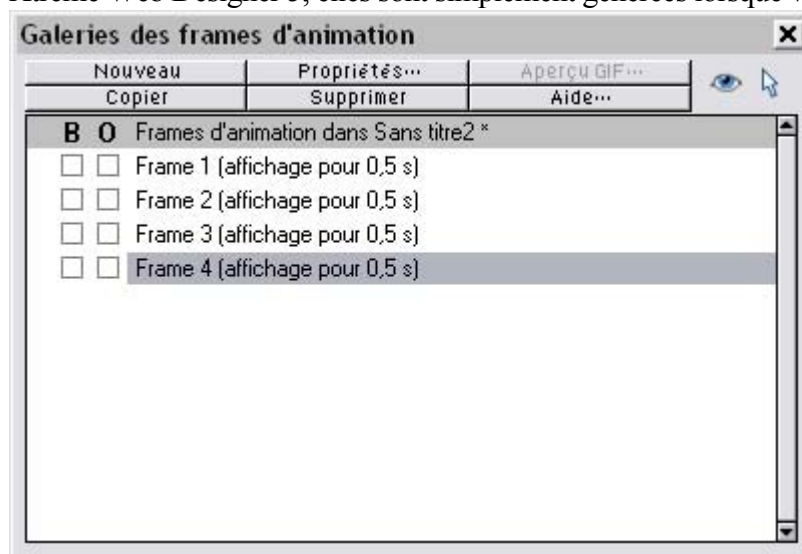 Galeries des frames d'animation
Nouveau Propriétés... Aperçu GIF...
Copier Supprimer Aide...
B O Frames d'animation dans Sans titre2 *
Frame 1 (affichage pour 0,5 s)
Frame 2 (affichage pour 0,5 s)
Frame 3 (affichage pour 0,5 s)
Frame 4 (affichage pour 0,5 s)